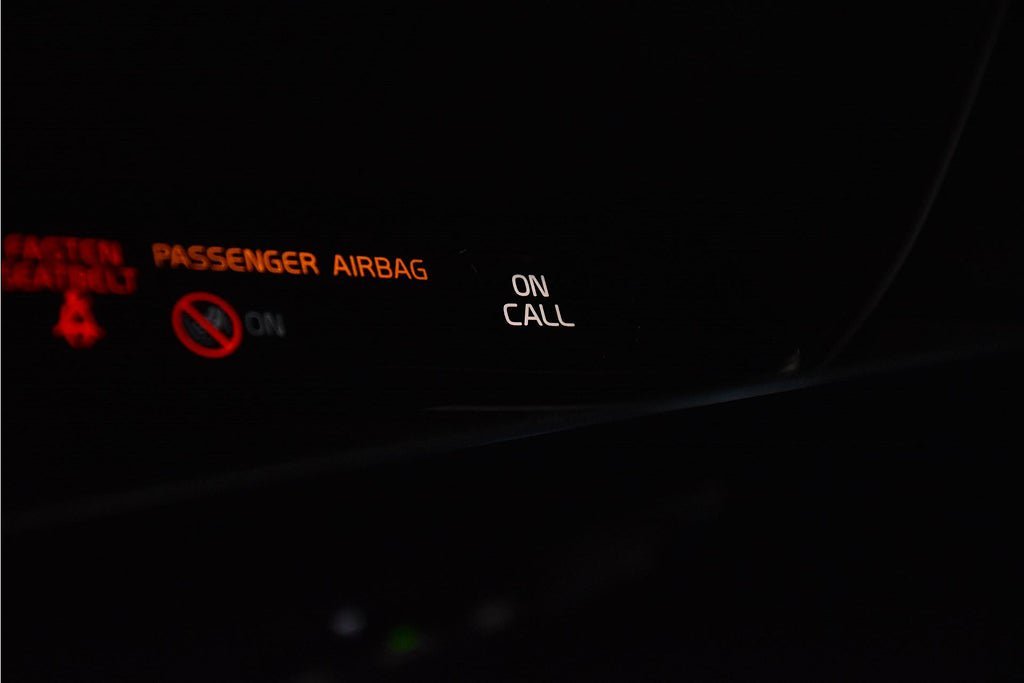 FASTEN
SEATBELT
PASSENGER AIRBAG
ON
ON
CALL